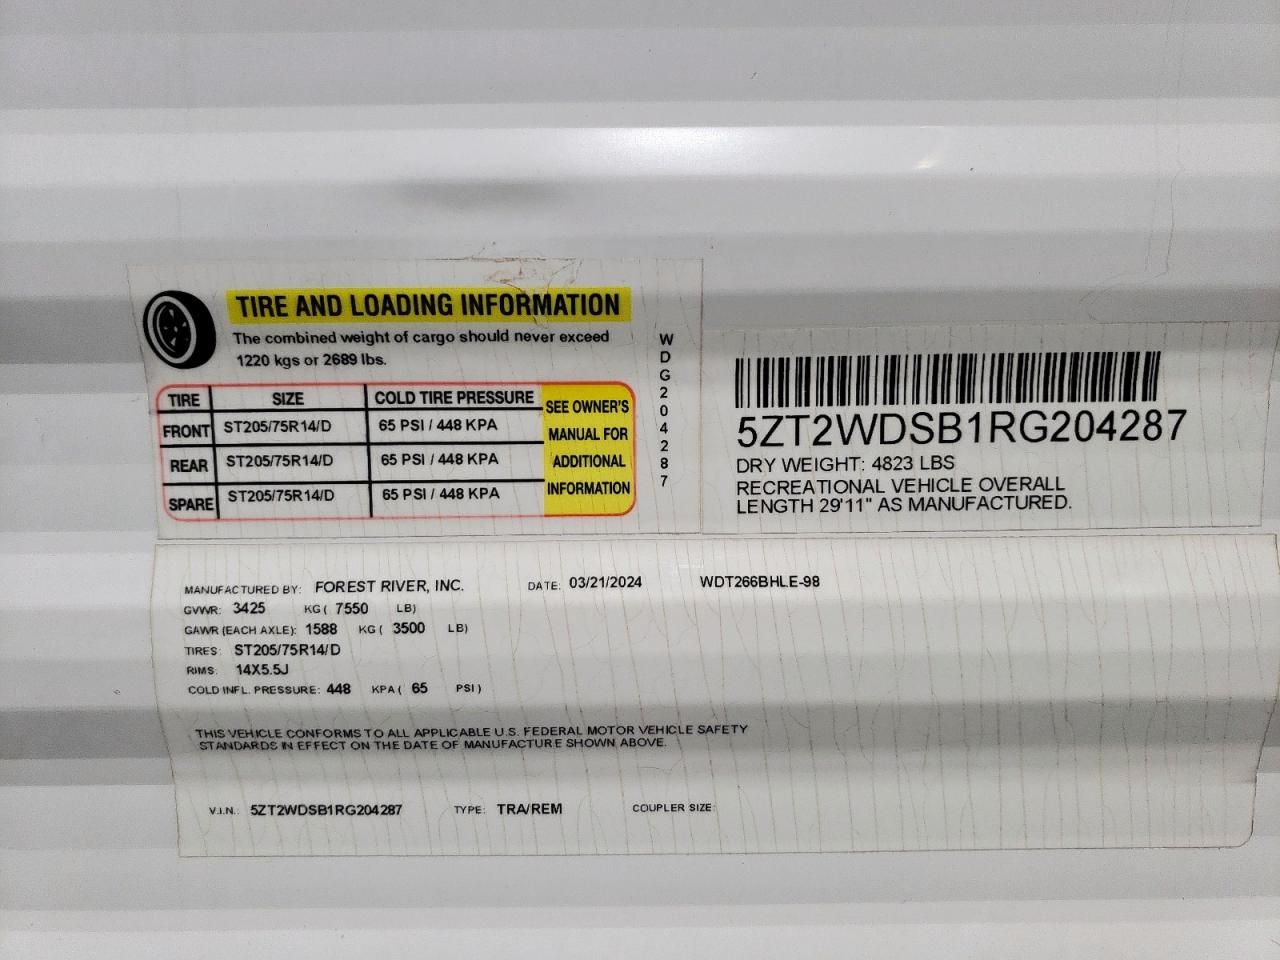 TIRE AND LOADING INFORMATION
The combined weight of cargo should never exceed
1220 kgs or 2689 lbs.
TIRE SIZE COLD TIRE PRESSURE
FRONT ST205/75R14/D 65 PSI / 448 KPA
REAR ST205/75R14/D 65 PSI / 448 KPA
SPARE ST205/75R14/D 65 PSI / 448 KPA
SEE OWNER'S
MANUAL FOR
ADDITIONAL
INFORMATION
WDG204287
5ZT2WDSB1RG204287
DRY WEIGHT: 4823 LBS
RECREATIONAL VEHICLE OVERALL
LENGTH 29'11" AS MANUFACTURED.
MANUFACTURED BY: FOREST RIVER, INC. DATE: 03/21/2024 WDT266BHLE-98
GVWR: 3425 KG ( 7550 LB)
GAWR (EACH AXLE): 1588 KG ( 3500 LB)
TIRES: ST205/75R14/D
RIMS: 14X5.5J
COLD INFL. PRESSURE: 448 KPA ( 65 PSI )
THIS VEHICLE CONFORMS TO ALL APPLICABLE U.S. FEDERAL MOTOR VEHICLE SAFETY
STANDARDS IN EFFECT ON THE DATE OF MANUFACTURE SHOWN ABOVE.
V.I.N.: 5ZT2WDSB1RG204287 TYPE: TRA/REM COUPLER SIZE: